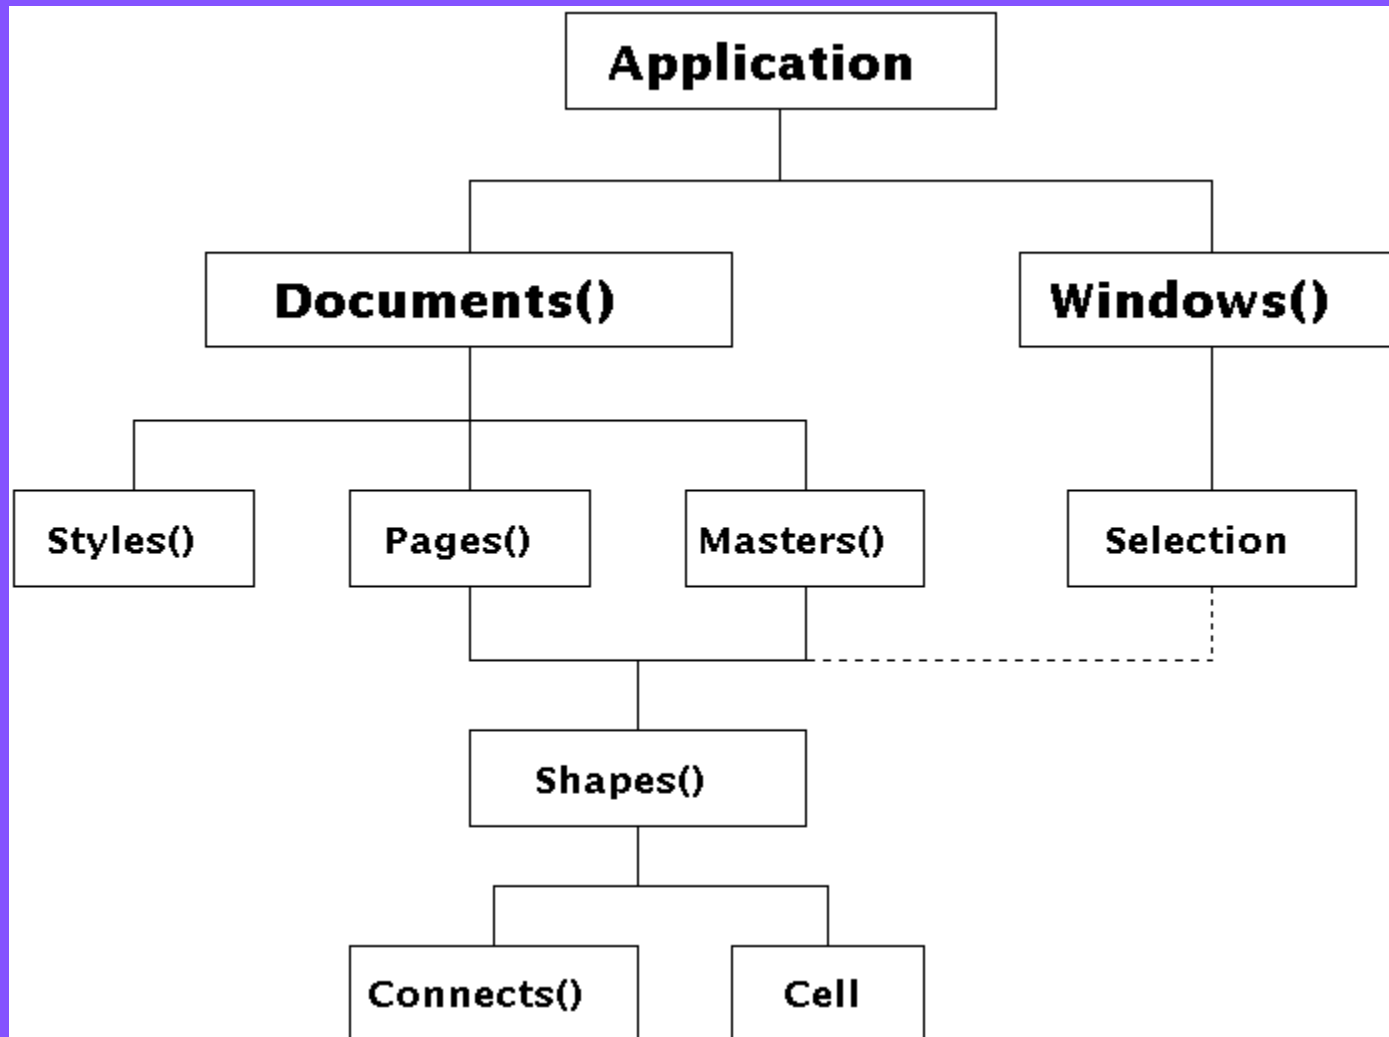 Application
Documents()
Windows()
Styles()
Pages()
Masters()
Selection
Shapes()
Connects()
Cell